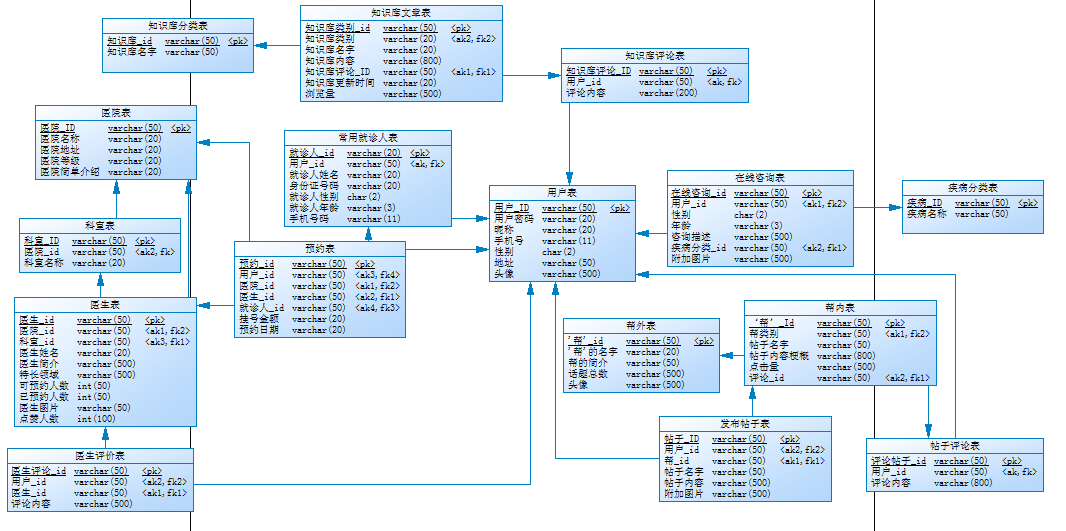 知识库分类表
知识库_id varchar(50) <pk>
知识库名字 varchar(50)
知识库文章表
知识库类别_id varchar(50) <pk>
知识库类别 varchar(20) <ak2,fk2>
知识库名字 varchar(20)
知识库内容 varchar(800)
知识库评论_ID varchar(50) <ak1,fk1>
知识库更新时间 varchar(20)
浏览量 varchar(500)
知识库评论表
知识库评论_ID varchar(50) <pk>
用户_id varchar(50) <ak,fk>
评论内容 varchar(200)
医院表
医院_ID varchar(50) <pk>
医院名称 varchar(20)
医院地址 varchar(20)
医院等级 varchar(20)
医院简单介绍 varchar(20)
常用就诊人表
就诊人_id varchar(20) <pk>
用户_id varchar(50) <ak,fk>
就诊人姓名 varchar(20)
身份证号码 varchar(20)
就诊人性别 char(2)
就诊人年龄 varchar(3)
手机号码 varchar(11)
用户表
用户_ID varchar(50) <pk>
用户密码 varchar(20)
昵称 varchar(20)
手机号 varchar(11)
性别 char(2)
地址 varchar(50)
头像 varchar(500)
在线咨询表
在线咨询_id varchar(50) <pk>
用户_id varchar(50) <ak1,fk2>
性别 char(2)
年龄 varchar(3)
咨询描述 varchar(500)
疾病分类_id varchar(50) <ak2,fk1>
附加图片 varchar(500)
疾病分类表
疾病_ID varchar(50) <pk>
疾病名称 varchar(50)
科室表
科室_ID varchar(50) <pk>
医院_id varchar(50) <ak2,fk>
科室名称 varchar(20)
预约表
预约_id varchar(50) <pk>
用户_id varchar(50) <ak3,fk4>
医院_id varchar(50) <ak1,fk2>
医生_id varchar(50) <ak2,fk1>
就诊人_id varchar(50) <ak4,fk3>
挂号金额 varchar(20)
预约日期 varchar(20)
医生表
医生_id varchar(50) <pk>
医院_id varchar(50) <ak1,fk2>
科室_id varchar(50) <ak3,fk1>
医生姓名 varchar(20)
医生简介 varchar(500)
特长领域 varchar(500)
可预约人数 int(50)
已预约人数 int(50)
医生图片 varchar(50)
点赞人数 int(100)
帮外表
'帮'_id varchar(50) <pk>
'帮'的名字 varchar(20)
帮的简介 varchar(50)
话题总数 varchar(500)
头像 varchar(500)
帮内表
‘帮’_Id varchar(50) <pk>
帮类别 varchar(50) <ak1,fk2>
帖子名字 varchar(50)
帖子内容梗概 varchar(800)
点击量 varchar(500)
评论_id varchar(50) <ak2,fk1>
发布帖子表
帖子_ID varchar(50) <pk>
用户_id varchar(50) <ak2,fk2>
帮_id varchar(50) <ak1,fk1>
帖子名字 varchar(50)
帖子内容 varchar(500)
附加图片 varchar(500)
帖子评论表
评论帖子_id varchar(50) <pk>
用户_id varchar(50) <ak,fk>
评论内容 varchar(800)
医生评价表
医生评论_id varchar(50) <pk>
用户_id varchar(50) <ak2,fk2>
医生_id varchar(50) <ak1,fk1>
评论内容 varchar(500)